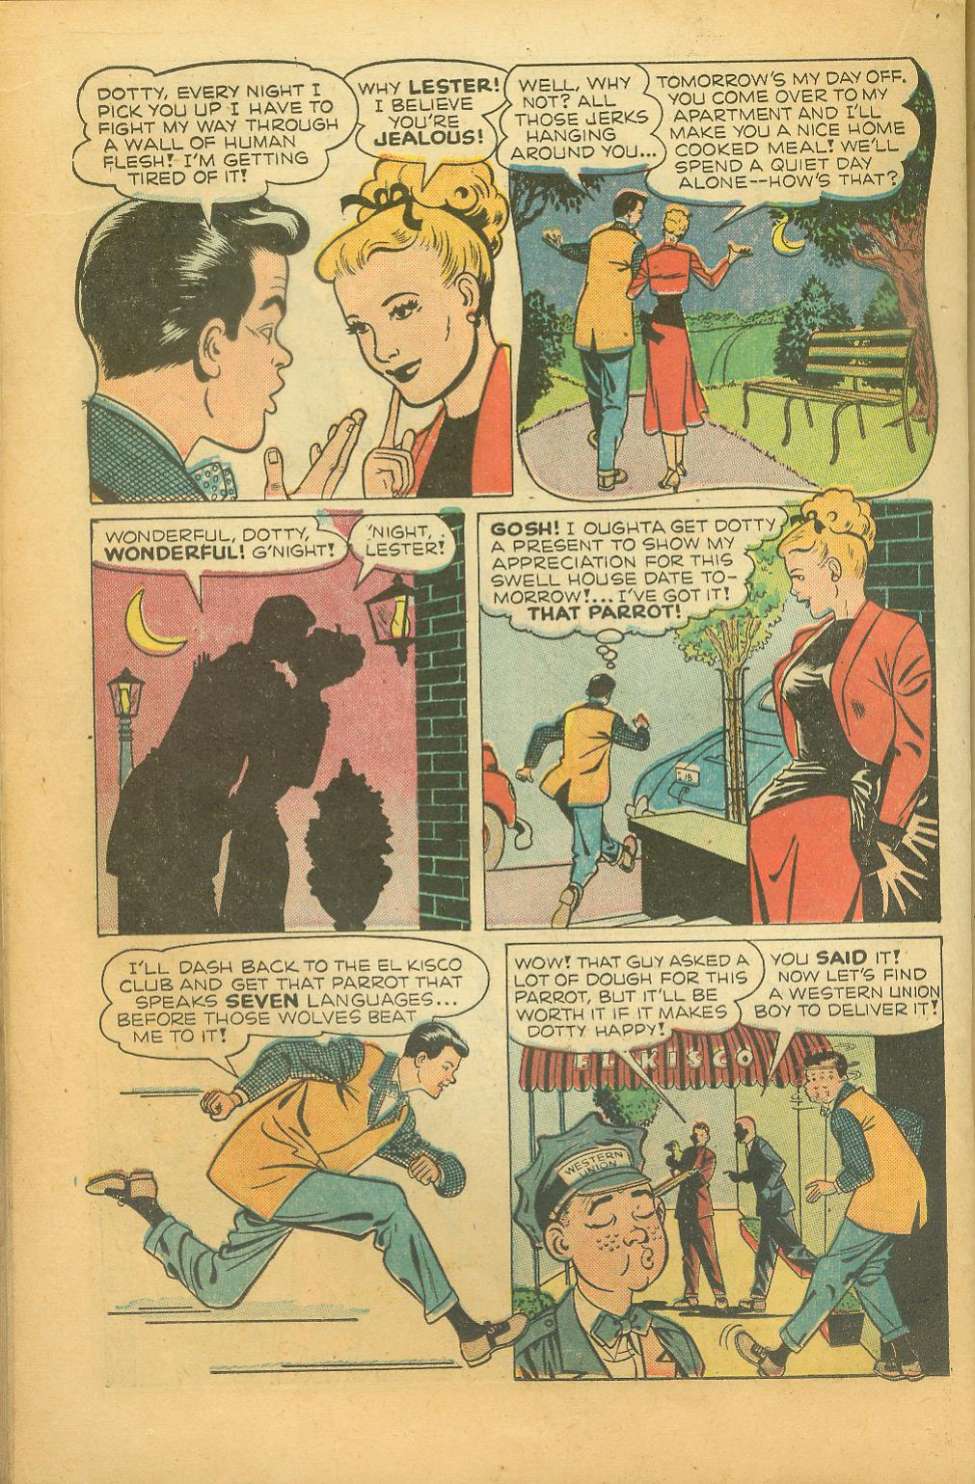 DOTTY, EVERY NIGHT I
PICK YOU UP I HAVE TO
FIGHT MY WAY THROUGH
A WALL OF HUMAN
FLESH! I'M GETTING
TIRED OF IT!
WHY LESTER!
I BELIEVE
YOU'RE
JEALOUS!
WELL, WHY
NOT? ALL
THOSE JERKS
HANGING
AROUND YOU...
TOMORROW'S MY DAY OFF.
YOU COME OVER TO MY
APARTMENT AND I'LL
MAKE YOU A NICE HOME
COOKED MEAL! WE'LL
SPEND A QUIET DAY
ALONE--HOW'S THAT?
WONDERFUL, DOTTY,
WONDERFUL! G'NIGHT!
'NIGHT,
LESTER!
GOSH! I OUGHTA GET DOTTY
A PRESENT TO SHOW MY
APPRECIATION FOR THIS
SWELL HOUSE DATE TO-
MORROW!... I'VE GOT IT!
THAT PARROT!
I'LL DASH BACK TO THE EL KISCO
CLUB AND GET THAT PARROT THAT
SPEAKS SEVEN LANGUAGES...
BEFORE THOSE WOLVES BEAT
ME TO IT!
WOW! THAT GUY ASKED A
LOT OF DOUGH FOR THIS
PARROT, BUT IT'LL BE
WORTH IT IF IT MAKES
DOTTY HAPPY!
YOU SAID IT!
NOW LET'S FIND
A WESTERN UNION
BOY TO DELIVER IT!
EL KISCO
WESTERN
UNION